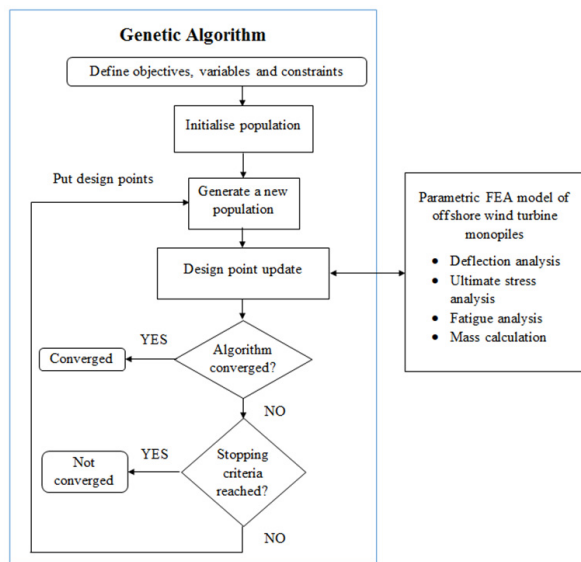 Genetic Algorithm
Define objectives, variables and constraints
Initialise population
Put design points
Generate a new
population
Design point update
Parametric FEA model of
offshore wind turbine
monopiles
● Deflection analysis
● Ultimate stress
analysis
● Fatigue analysis
● Mass calculation
YES
Converged
Algorithm
converged?
NO
YES
Not
converged
Stopping
criteria
reached?
NO